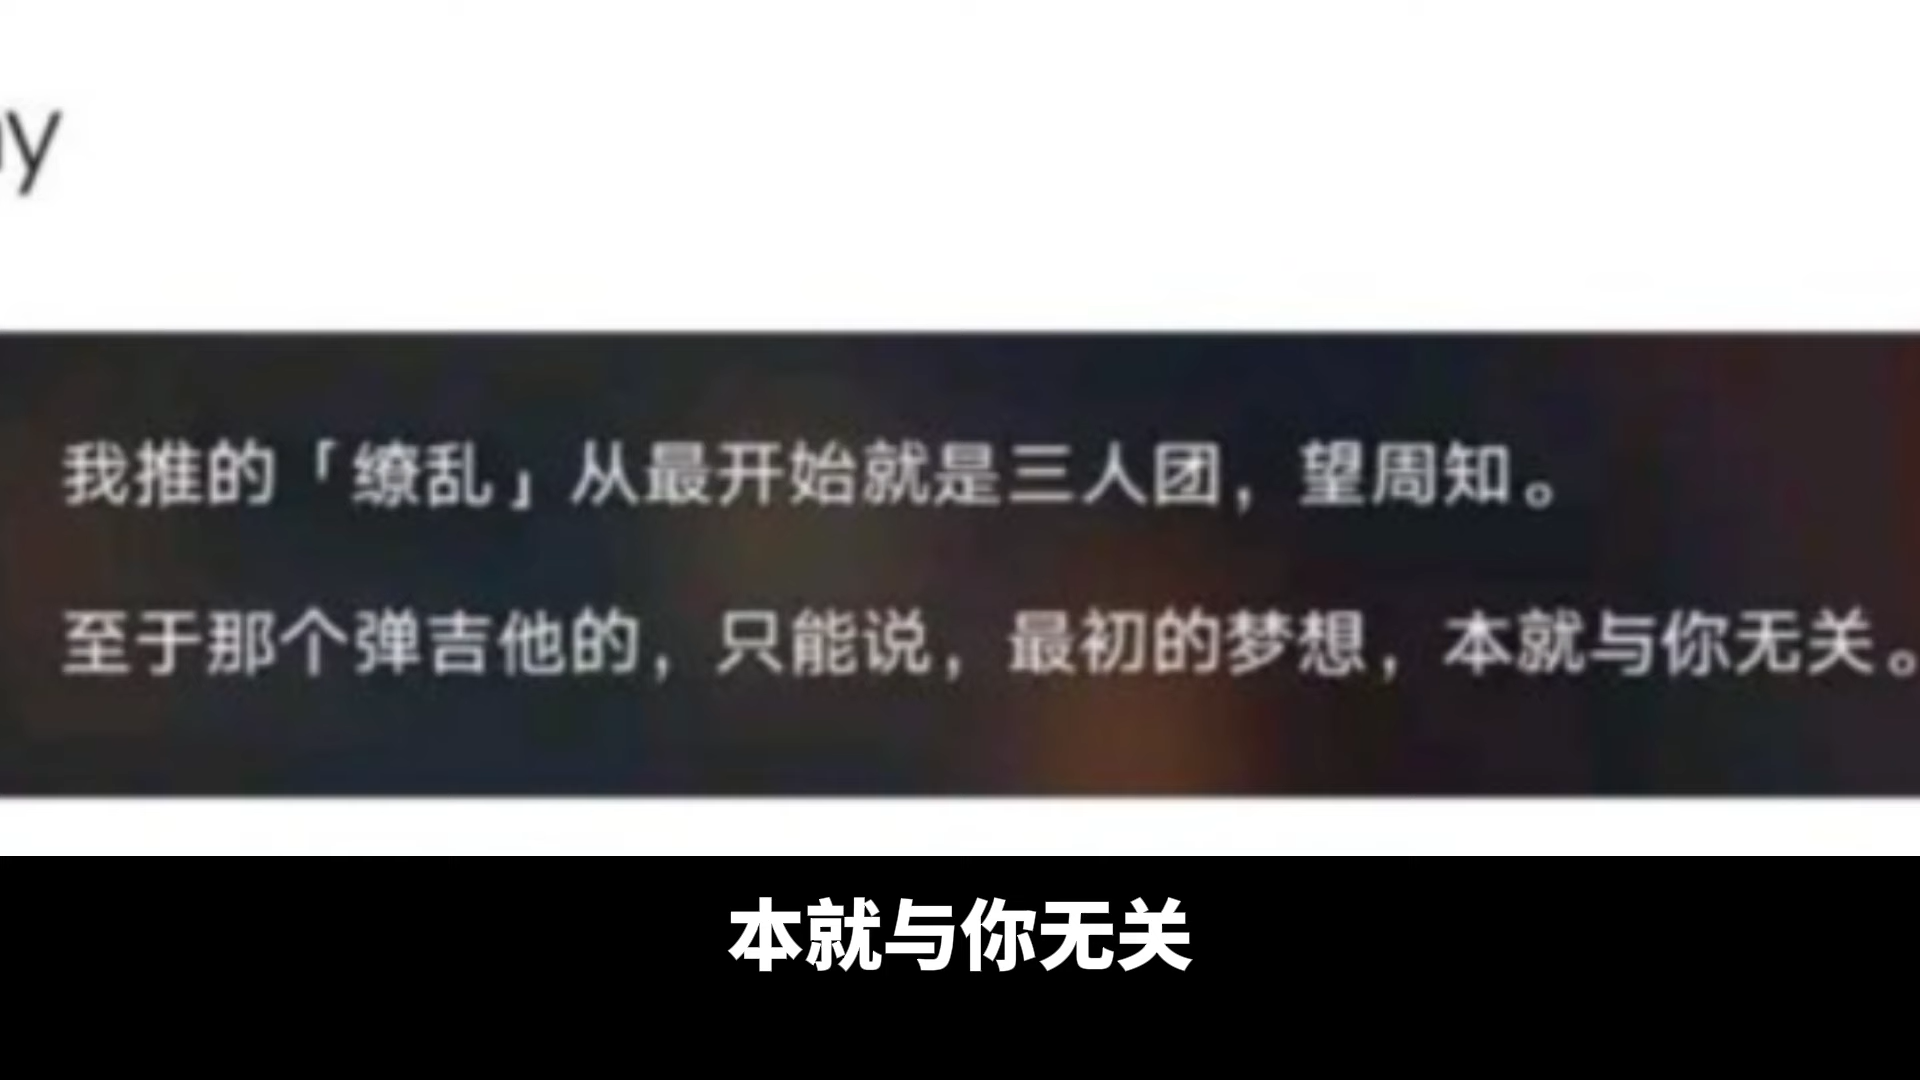 y
我推的「缭乱」从最开始就是三人团，望周知。
至于那个弹吉他的，只能说，最初的梦想，本就与你无关。
本就与你无关